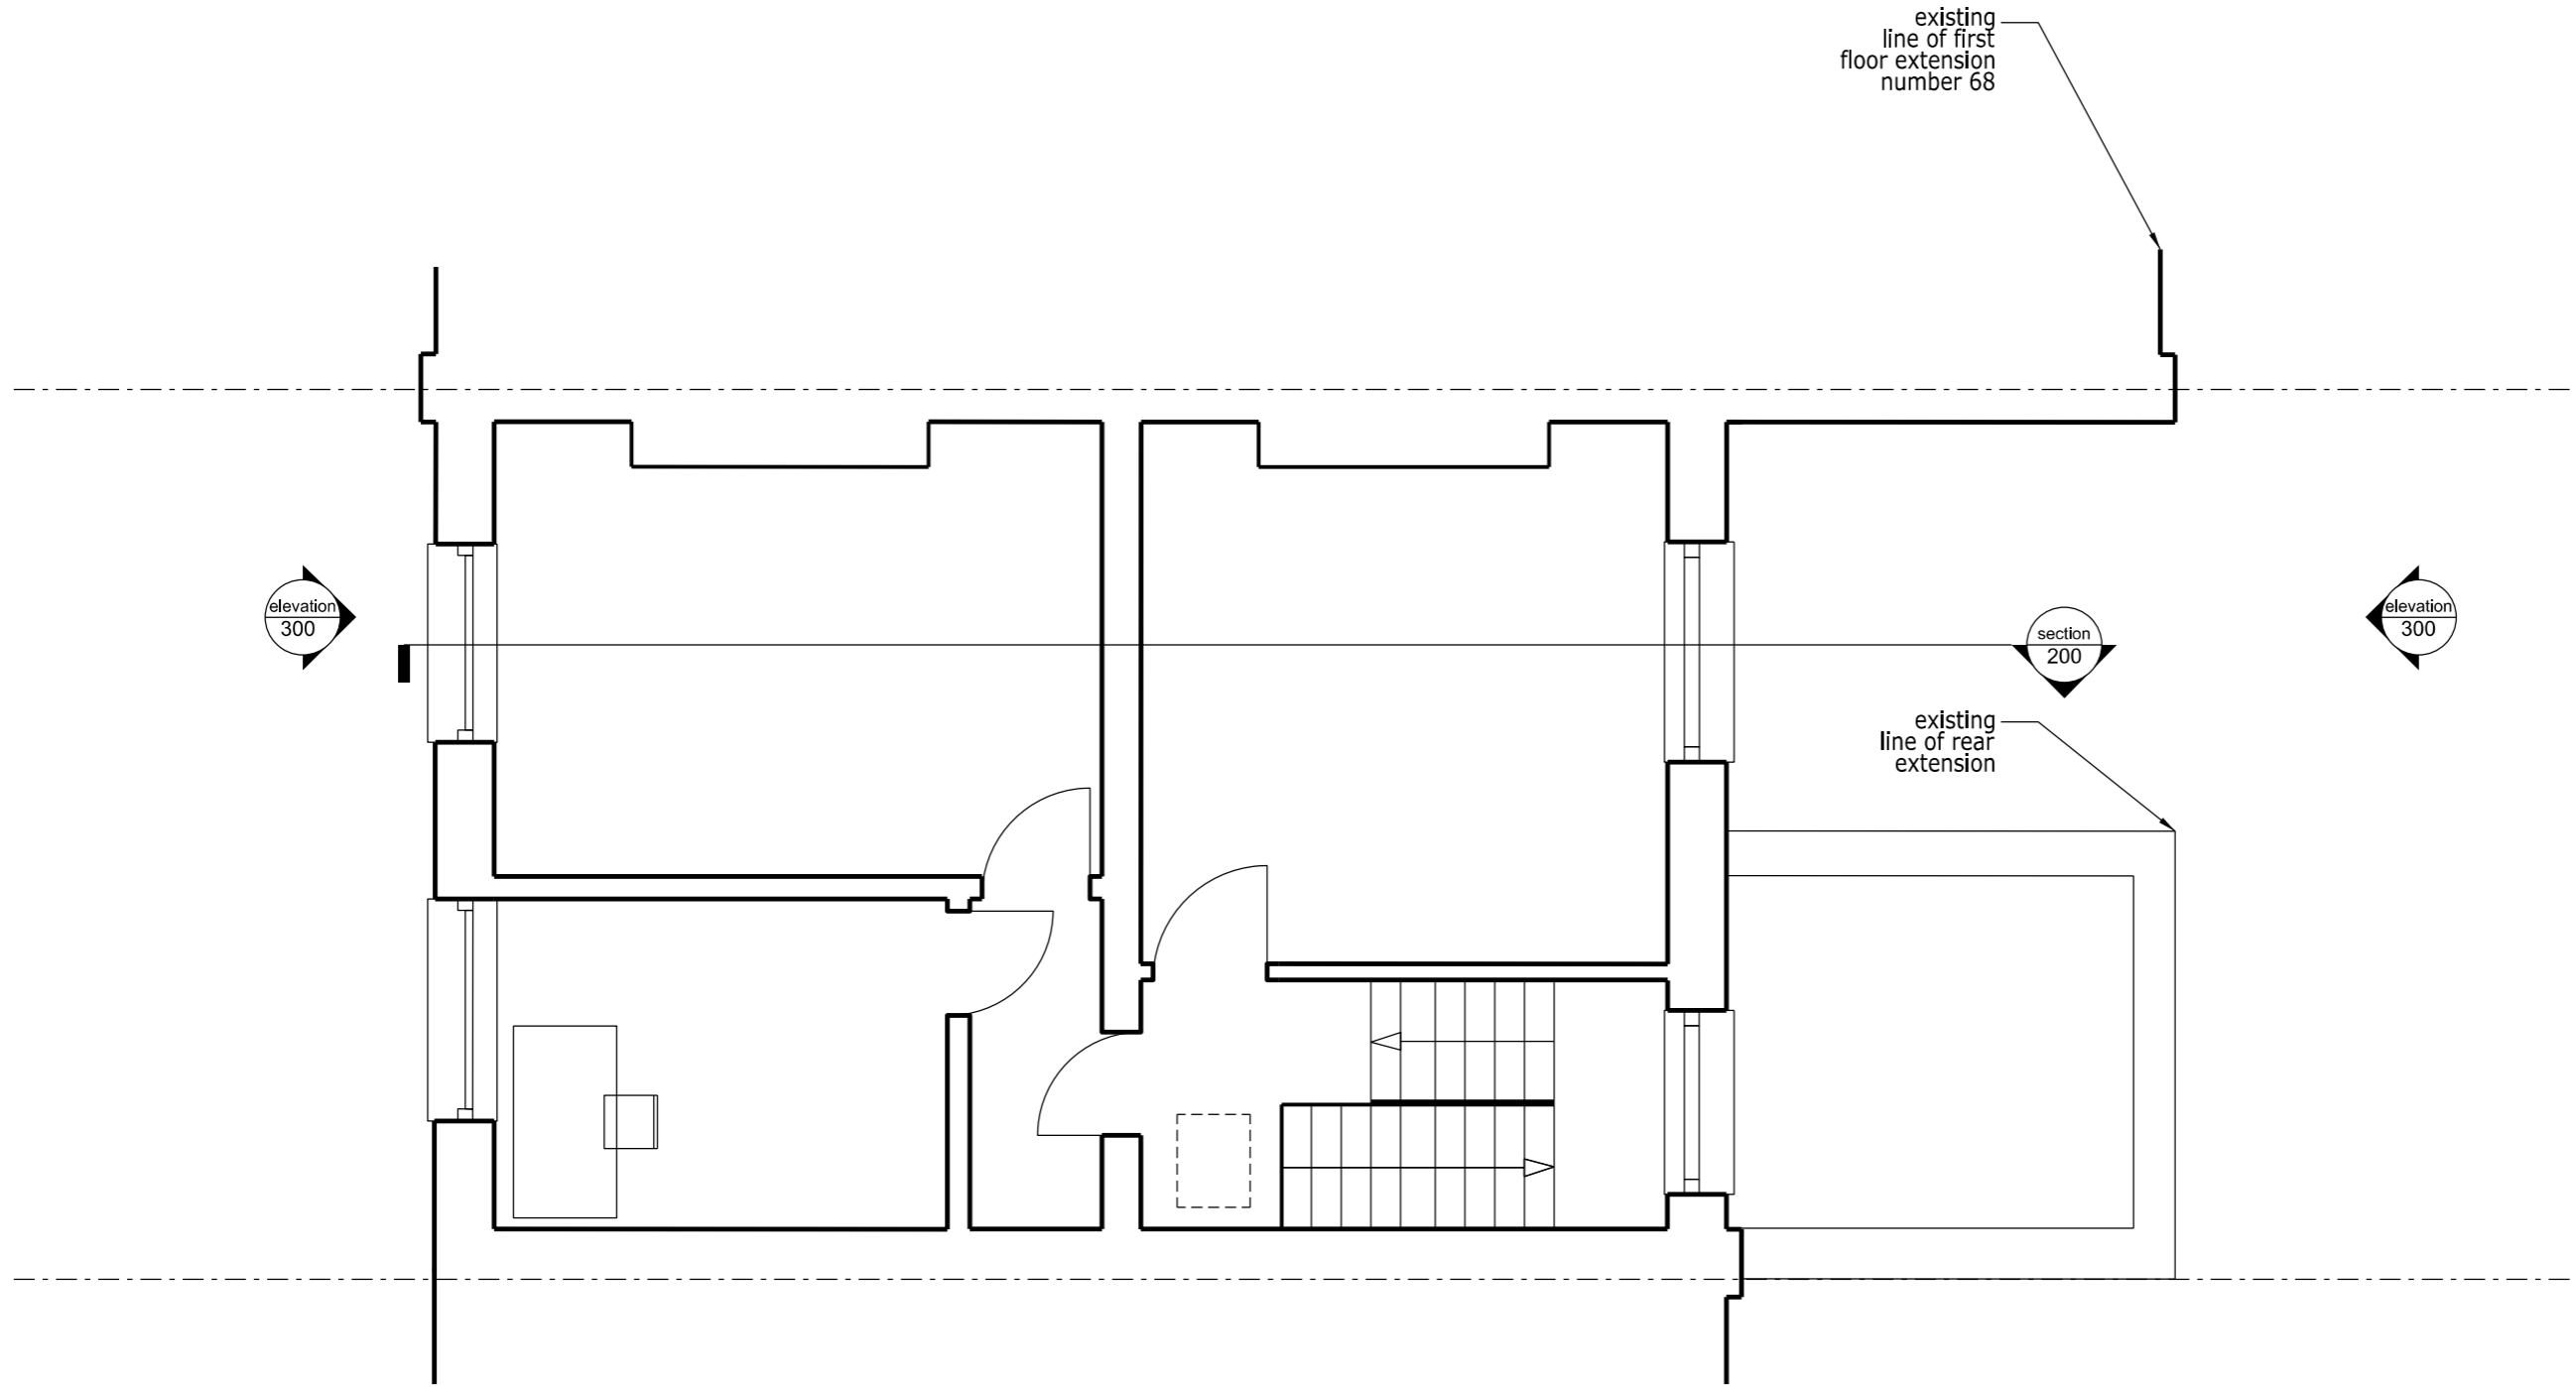 existing
line of first
floor extension
number 68
elevation
300
section
200
elevation
300
existing
line of rear
extension